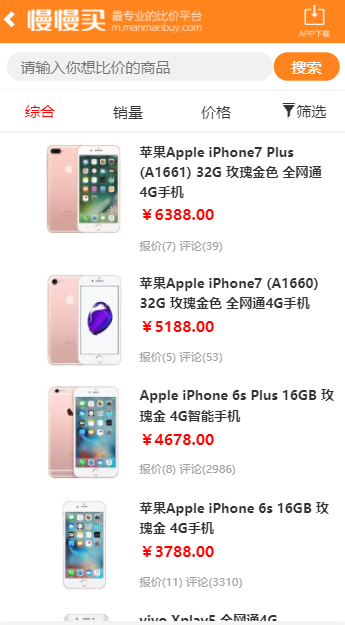 慢慢买 最专业的比价平台
m.manmanbuy.com
APP下载
请输入你想比价的商品 搜索
综合 销量 价格 筛选
苹果Apple iPhone7 Plus
(A1661) 32G 玫瑰金色 全网通
4G手机
￥6388.00
报价(7) 评论(39)
苹果Apple iPhone7 (A1660)
32G 玫瑰金色 全网通4G手机
￥5188.00
报价(5) 评论(53)
Apple iPhone 6s Plus 16GB 玫
瑰金 4G智能手机
￥4678.00
报价(8) 评论(2986)
苹果Apple iPhone 6s 16GB 玫
瑰金 4G手机
￥3788.00
报价(11) 评论(3310)
vivo Xplay5 全网通4G